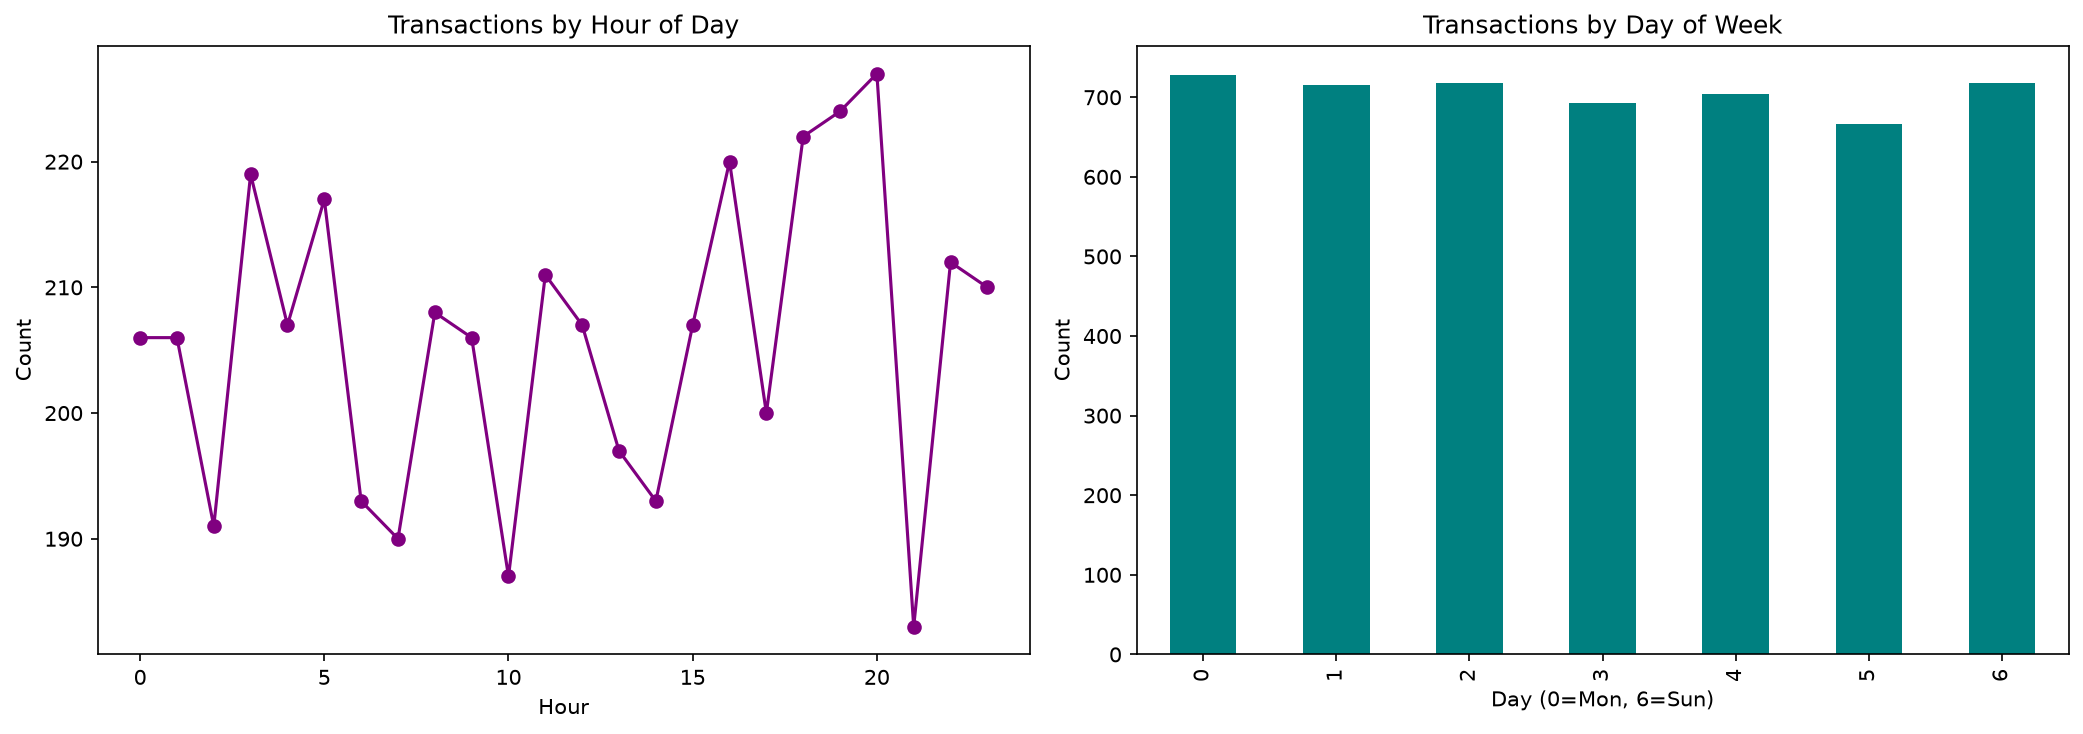 Transactions by Hour of Day
Count
220
210
200
190
0 5 10 15 20
Hour
Transactions by Day of Week
Count
700
600
500
400
300
200
100
0
0 1 2 3 4 5 6
Day (0=Mon, 6=Sun)